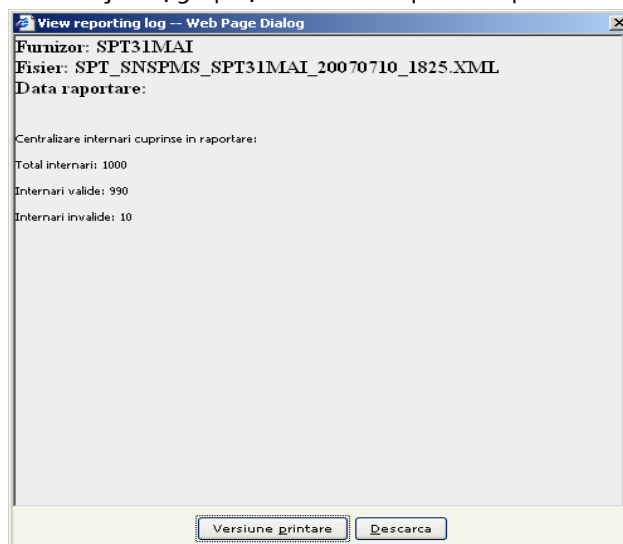 View reporting log -- Web Page Dialog
Furnizor: SPT31MAI
Fisier: SPT_SNSPMS_SPT31MAI_20070710_1825.XML
Data raportare:
Centralizare internari cuprinse in raportare:
Total internari: 1000
Internari valide: 990
Internari invalide: 10
Versiune printare
Descarca